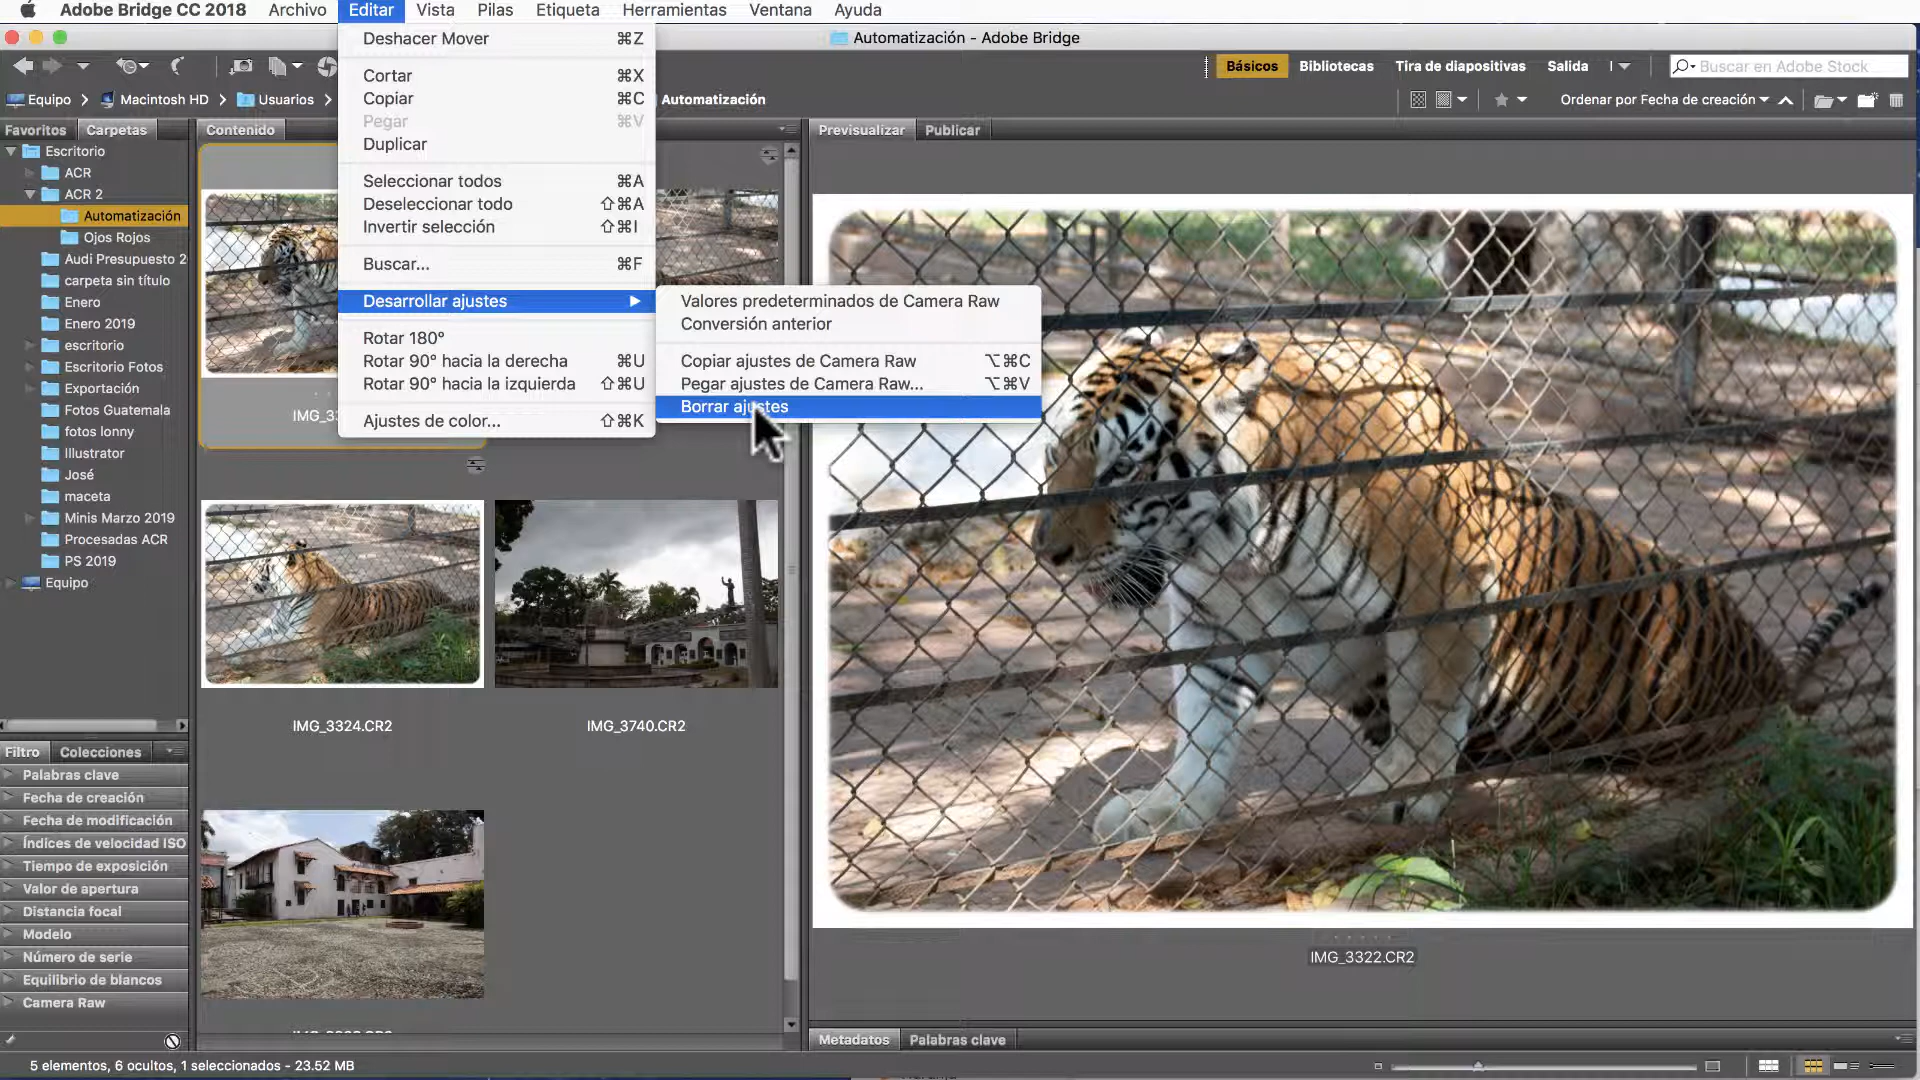 Adobe Bridge CC 2018 Archivo Editar Vista Pilas Etiqueta Herramientas Ventana Ayuda
Automatización - Adobe Bridge
Básicos Bibliotecas Tira de diapositivas Salida
Buscar en Adobe Stock
Equipo Macintosh HD Usuarios Automatización
Ordenar por Fecha de creación
Deshacer Mover ⌘Z
Cortar ⌘X
Copiar ⌘C
Pegar ⌘V
Duplicar
Seleccionar todos ⌘A
Deseleccionar todo ⇧⌘A
Invertir selección ⇧⌘I
Buscar... ⌘F
Desarrollar ajustes
Rotar 180°
Rotar 90° hacia la derecha ⌘U
Rotar 90° hacia la izquierda ⇧⌘U
Ajustes de color... ⇧⌘K
Valores predeterminados de Camera Raw
Conversión anterior
Copiar ajustes de Camera Raw ⌥⌘C
Pegar ajustes de Camera Raw... ⌥⌘V
Borrar ajustes
Favoritos Carpetas
Escritorio
ACR
ACR 2
Automatización
Ojos Rojos
Audi Presupuesto 2
carpeta sin título
Enero
Enero 2019
escritorio
Escritorio Fotos
Exportación
Fotos Guatemala
fotos lonny
Illustrator
José
maceta
Minis Marzo 2019
Procesadas ACR
PS 2019
Equipo
Filtro Colecciones
Palabras clave
Fecha de creación
Fecha de modificación
Índices de velocidad ISO
Tiempo de exposición
Valor de apertura
Distancia focal
Modelo
Número de serie
Equilibrio de blancos
Camera Raw
Contenido
IMG_3324.CR2
IMG_3740.CR2
Previsualizar Publicar
IMG_3322.CR2
Metadatos Palabras clave
5 elementos, 6 ocultos, 1 seleccionados - 23.52 MB